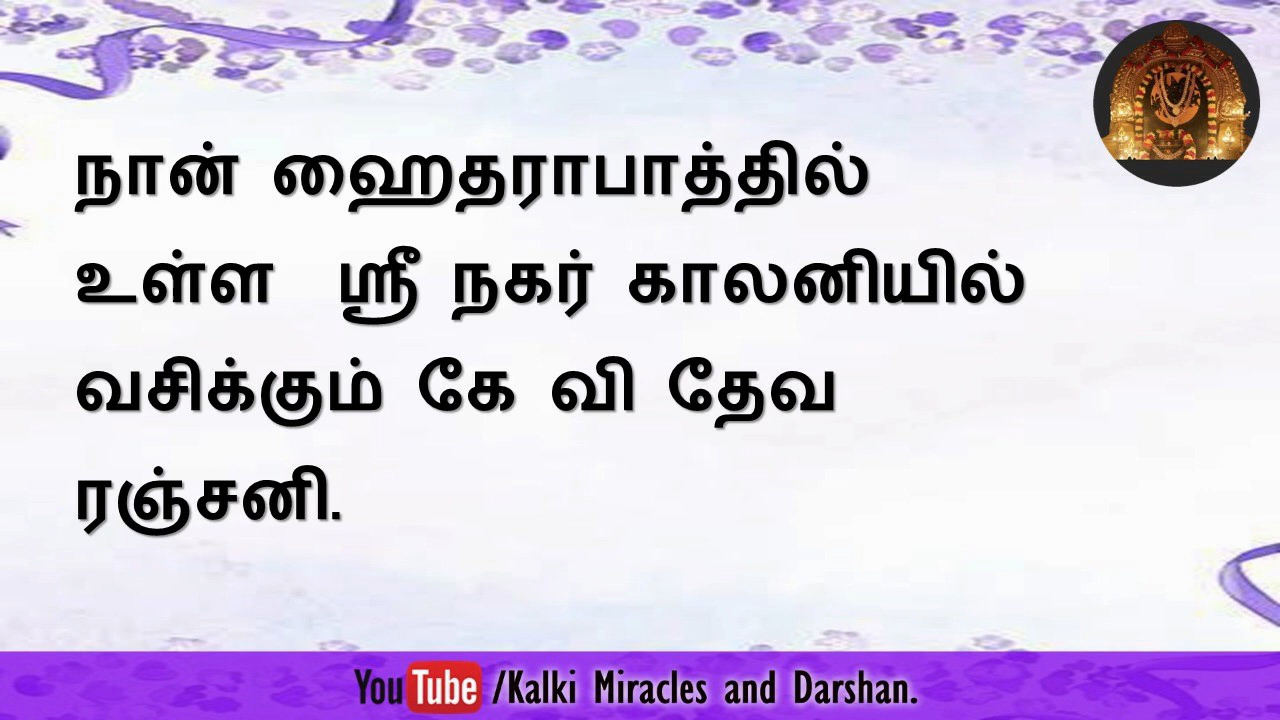 நான் ஹைதராபாத்தில்
உள்ள ஸ்ரீ நகர் காலனியில்
வசிக்கும் கே வி தேவ
ரஞ்சனி.
YouTube /Kalki Miracles and Darshan.